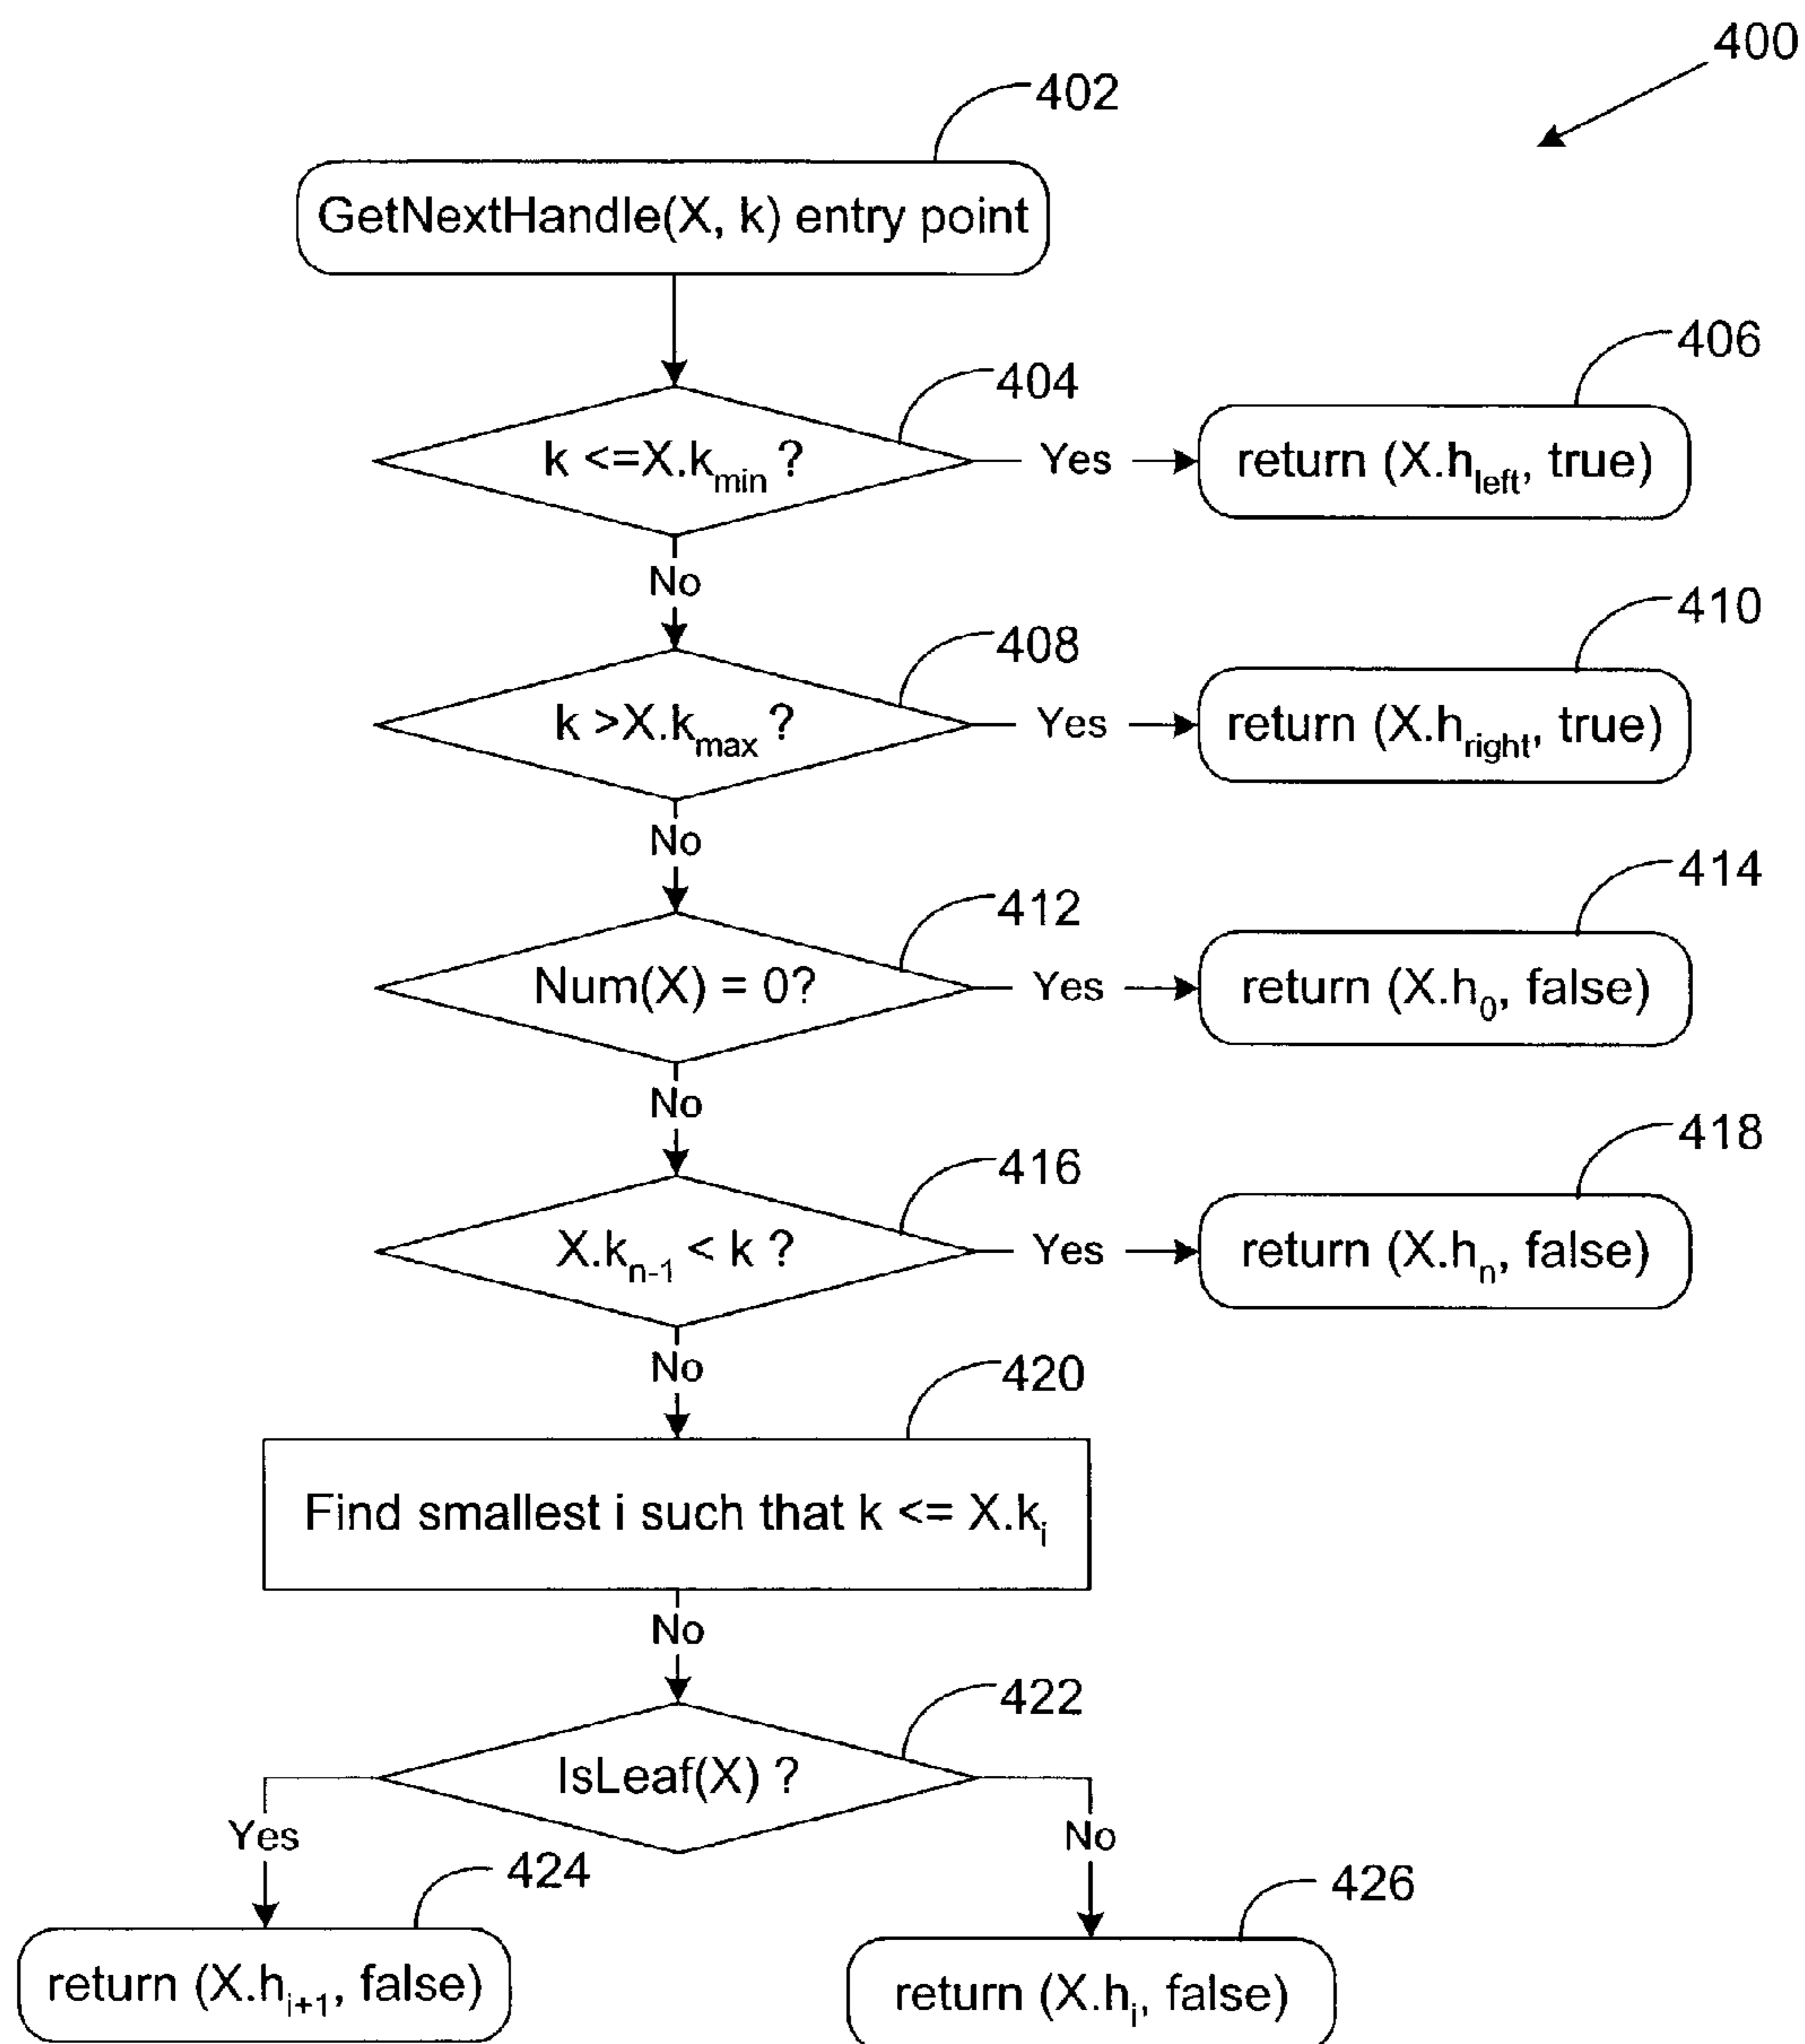 400
402
GetNextHandle(X, k) entry point
404
k <=X.kmin ?
Yes
406
return (X.hleft, true)
No
408
k >X.kmax ?
Yes
410
return (X.hright, true)
No
412
Num(X) = 0?
Yes
414
return (X.h0, false)
No
416
X.kn-1 < k ?
Yes
418
return (X.hn, false)
No
420
Find smallest i such that k <= X.ki
No
422
IsLeaf(X) ?
Yes
No
424
return (X.hi+1, false)
426
return (X.hi, false)